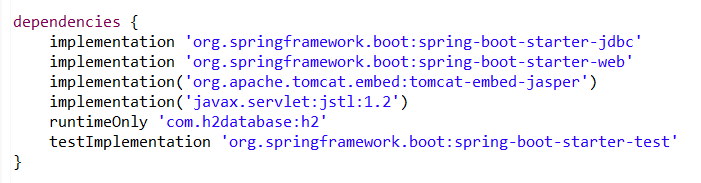 dependencies {
    implementation 'org.springframework.boot:spring-boot-starter-jdbc'
    implementation 'org.springframework.boot:spring-boot-starter-web'
    implementation('org.apache.tomcat.embed:tomcat-embed-jasper')
    implementation('javax.servlet:jstl:1.2')
    runtimeOnly 'com.h2database:h2'
    testImplementation 'org.springframework.boot:spring-boot-starter-test'
}